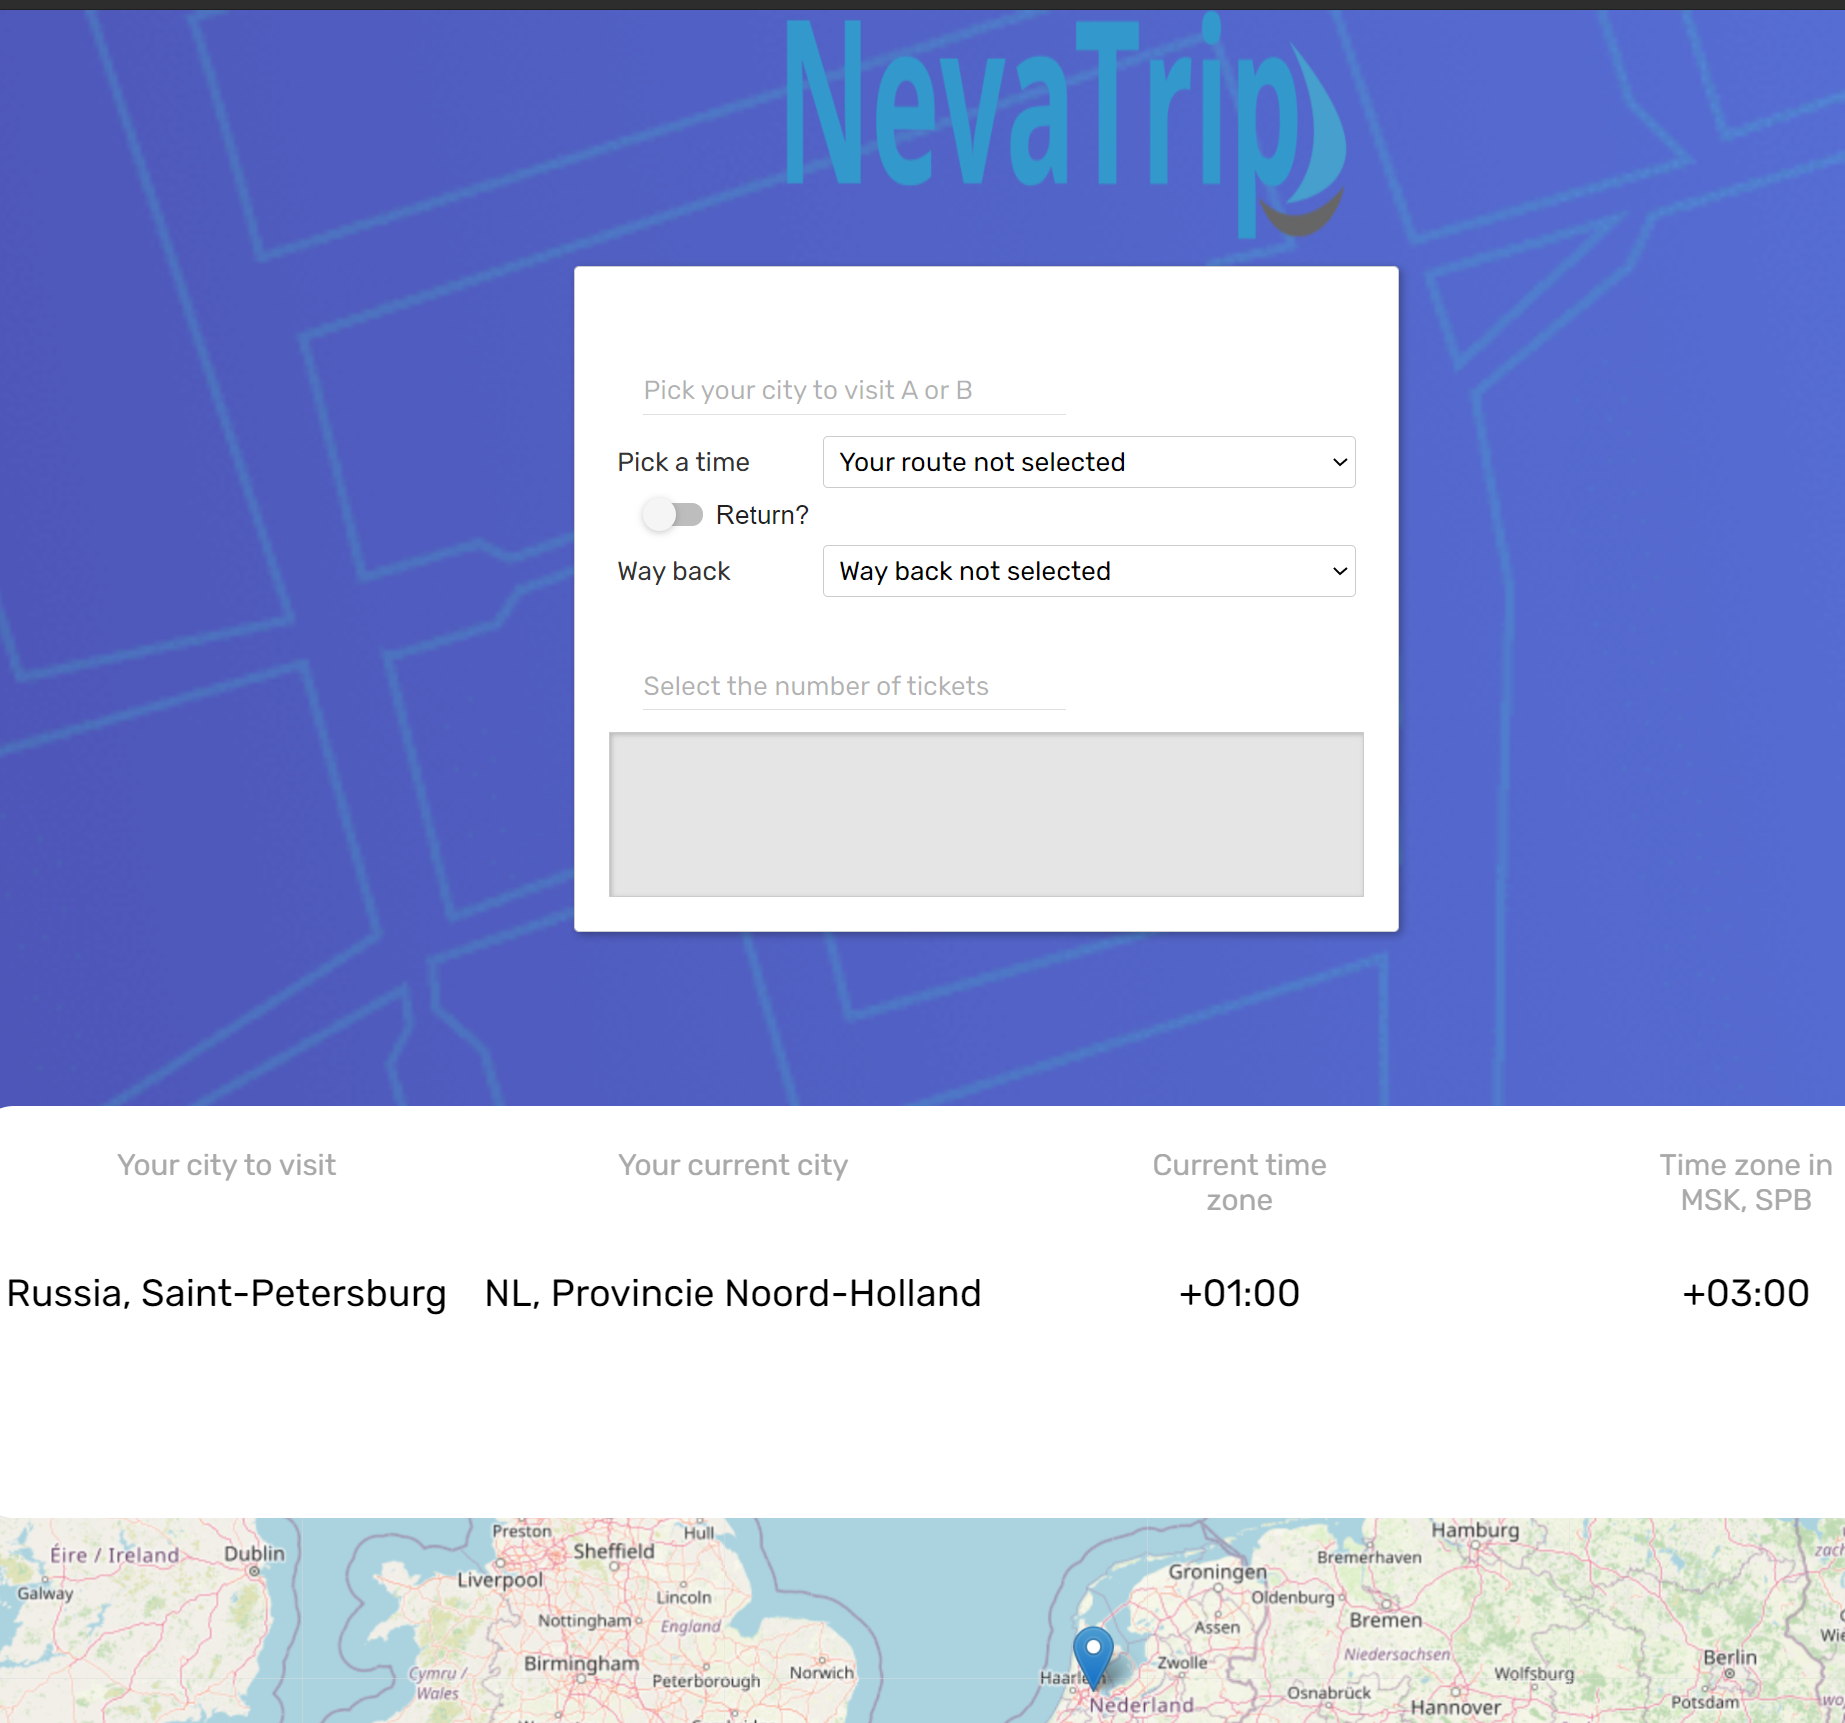 NevaTrip
Pick your city to visit A or B
Pick a time
Your route not selected
Return?
Way back
Way back not selected
Select the number of tickets
Your city to visit
Your current city
Current time
zone
Time zone in
MSK, SPB
Russia, Saint-Petersburg
NL, Provincie Noord-Holland
+01:00
+03:00
Preston
Hull
Hamburg
Éire / Ireland
Dublin
Sheffield
Bremerhaven
Galway
Liverpool
Lincoln
Groningen
Oldenburg
Nottingham
England
Assen
Bremen
Cymru /
Wales
Birmingham
Peterborough
Norwich
Zwolle
Niedersachsen
Wolfsburg
Berlin
Nederland
Osnabrück
Hannover
Potsdam